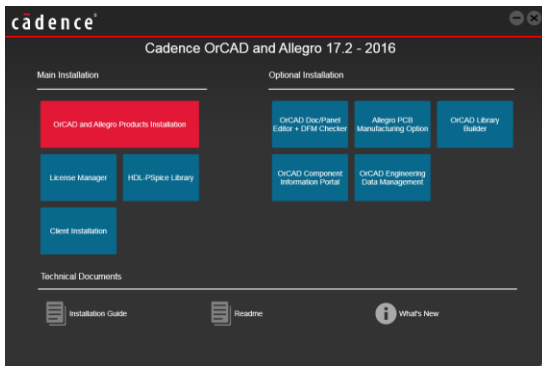 cādence®
Cadence OrCAD and Allegro 17.2 - 2016
Main Installation
Optional Installation
OrCAD and Allegro Products Installation
OrCAD Doc/Panel
Editor + DFM Checker
Allegro PCB
Manufacturing Option
OrCAD Library
Builder
License Manager
HDL-PSpice Library
OrCAD Component
Information Portal
OrCAD Engineering
Data Management
Client Installation
Technical Documents
Installation Guide
Readme
What's New